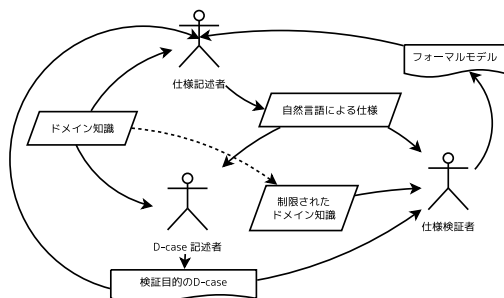 フォーマルモデル
仕様記述者
自然言語による仕様
ドメイン知識
制限された
ドメイン知識
仕様検証者
D-case 記述者
検証目的のD-case